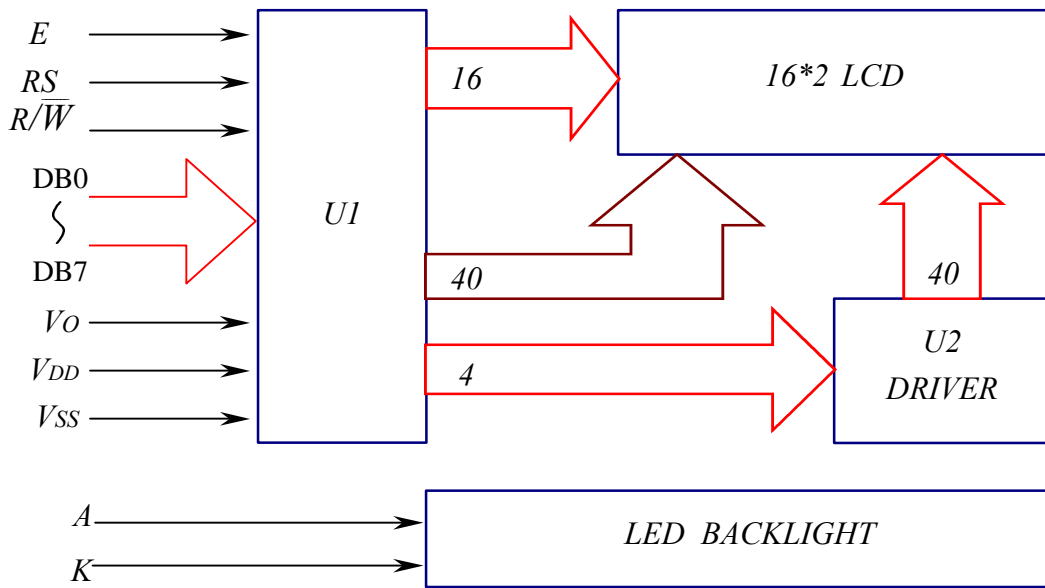 E
RS
R/W̅
DB0
DB7
VO
VDD
VSS
U1
16
40
4
16*2 LCD
40
U2
DRIVER
A
K
LED BACKLIGHT